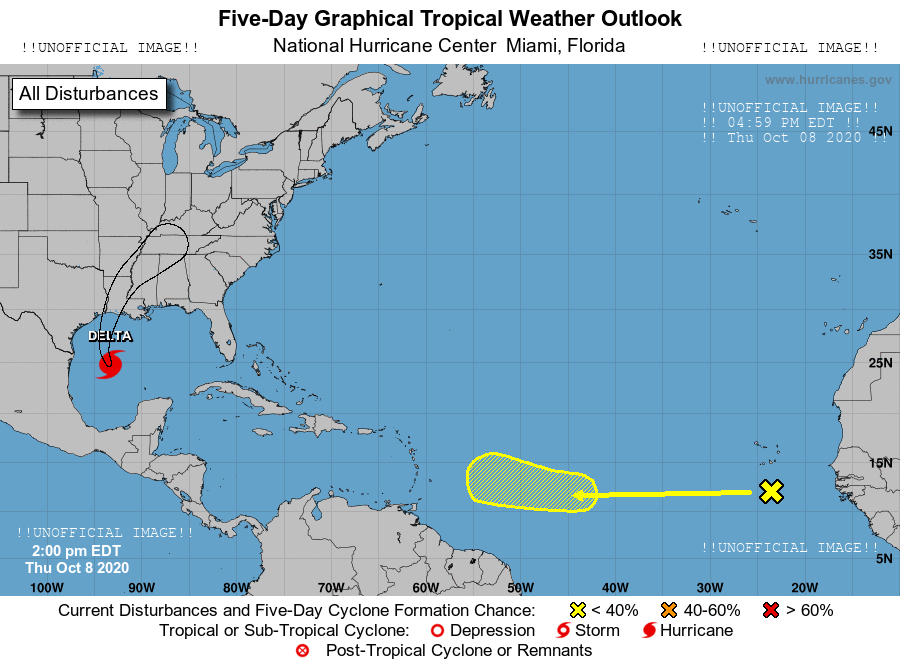 Five-Day Graphical Tropical Weather Outlook
!!UNOFFICIAL IMAGE!! National Hurricane Center Miami, Florida !!UNOFFICIAL IMAGE!!
www.hurricanes.gov
All Disturbances
!!UNOFFICIAL IMAGE!!
!! 04:59 PM EDT !!
!! Thu Oct 08 2020 !!
45N
35N
DELTA
25N
15N
!!UNOFFICIAL IMAGE!!
2:00 pm EDT
!!UNOFFICIAL IMAGE!!
5N
Thu Oct 8 2020
100W 90W 80W 70W 60W 50W 40W 30W 20W
Current Disturbances and Five-Day Cyclone Formation Chance: < 40% 40-60% > 60%
Tropical or Sub-Tropical Cyclone: Depression Storm Hurricane
Post-Tropical Cyclone or Remnants